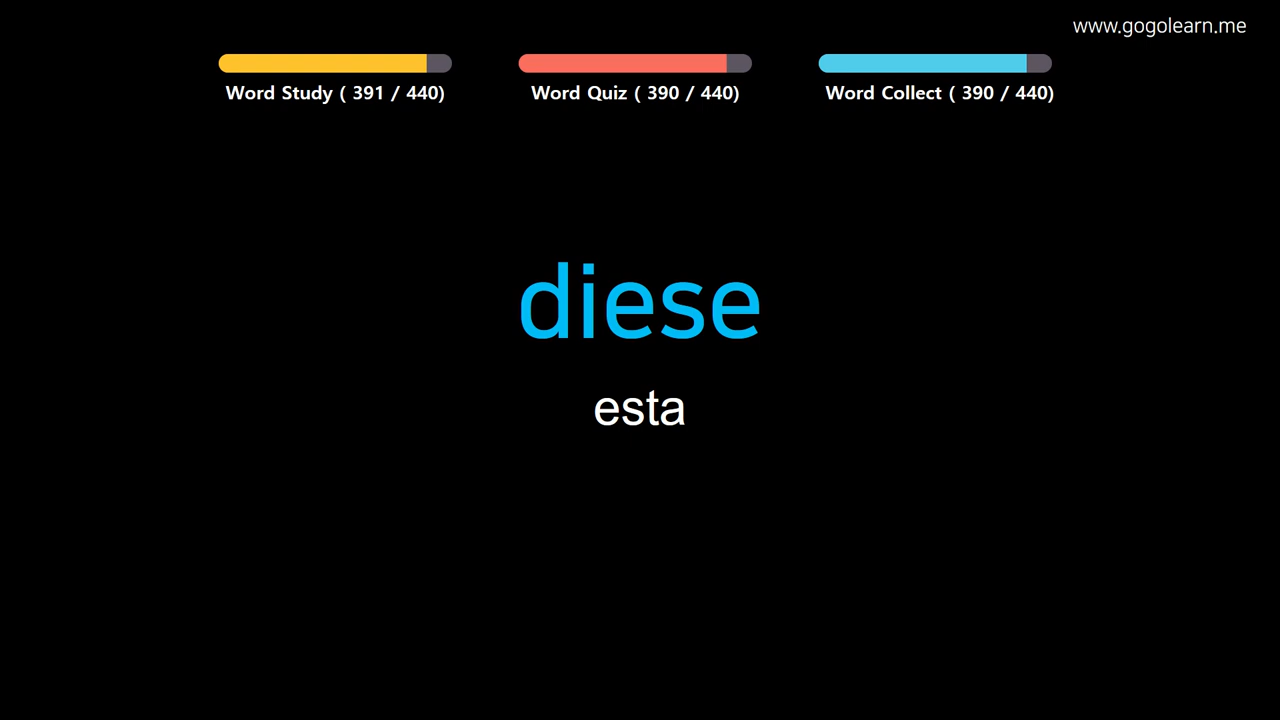 www.gogolearn.me
Word Study ( 391 / 440)
Word Quiz ( 390 / 440)
Word Collect ( 390 / 440)
diese
esta